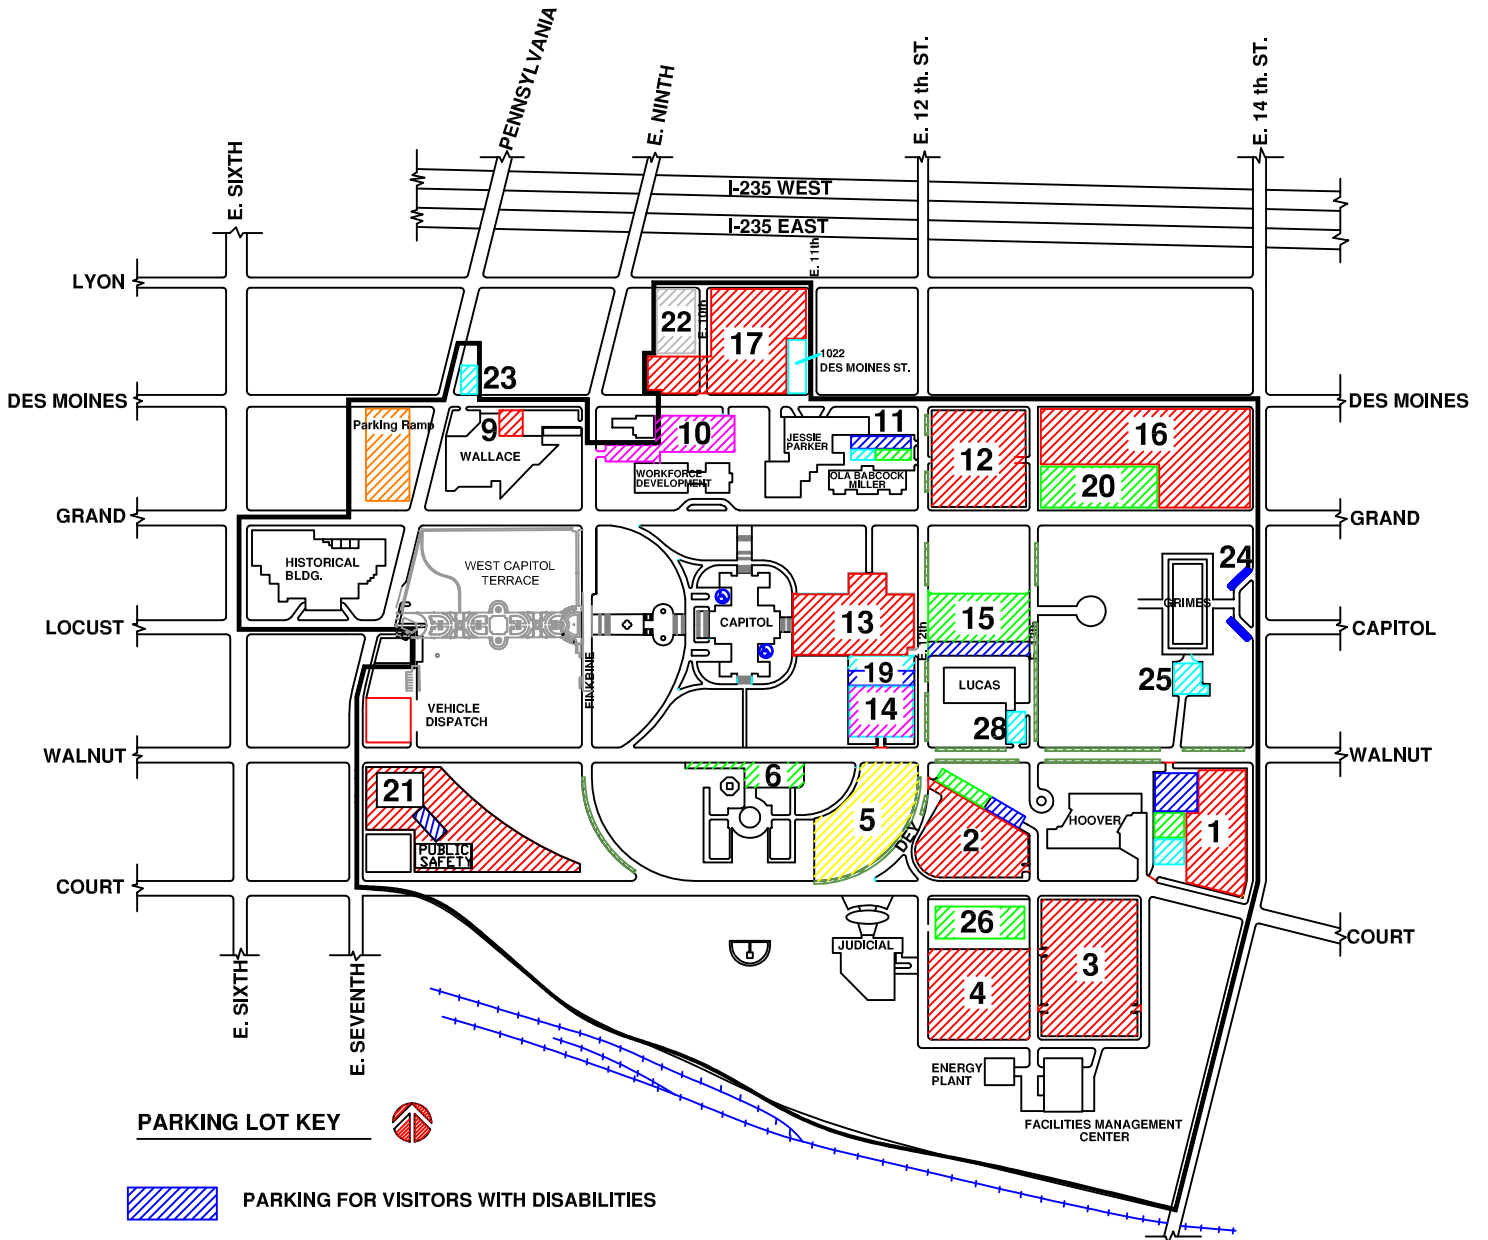 PENNSYLVANIA
E. NINTH
E. 12 th. ST.
E. 14 th. ST.
E. SIXTH
I-235 WEST
I-235 EAST
E. 11th
LYON
22
E. 10th
17
1022
DES MOINES ST.
23
DES MOINES
DES MOINES
Parking Ramp
9
WALLACE
10
WORKFORCE
DEVELOPMENT
JESSIE
PARKER
11
OLA BABCOCK
MILLER
12
16
20
GRAND
GRAND
HISTORICAL
BLDG.
WEST CAPITOL
TERRACE
24
GRIMES
CAPITOL
13
15
E. 12th
LOCUST
CAPITOL
19
LUCAS
25
FINKBINE
14
28
VEHICLE
DISPATCH
WALNUT
WALNUT
21
6
5
DEY
2
HOOVER
1
PUBLIC
SAFETY
COURT
26
COURT
JUDICIAL
3
4
E. SIXTH
E. SEVENTH
ENERGY
PLANT
FACILITIES MANAGEMENT
CENTER
PARKING LOT KEY
PARKING FOR VISITORS WITH DISABILITIES